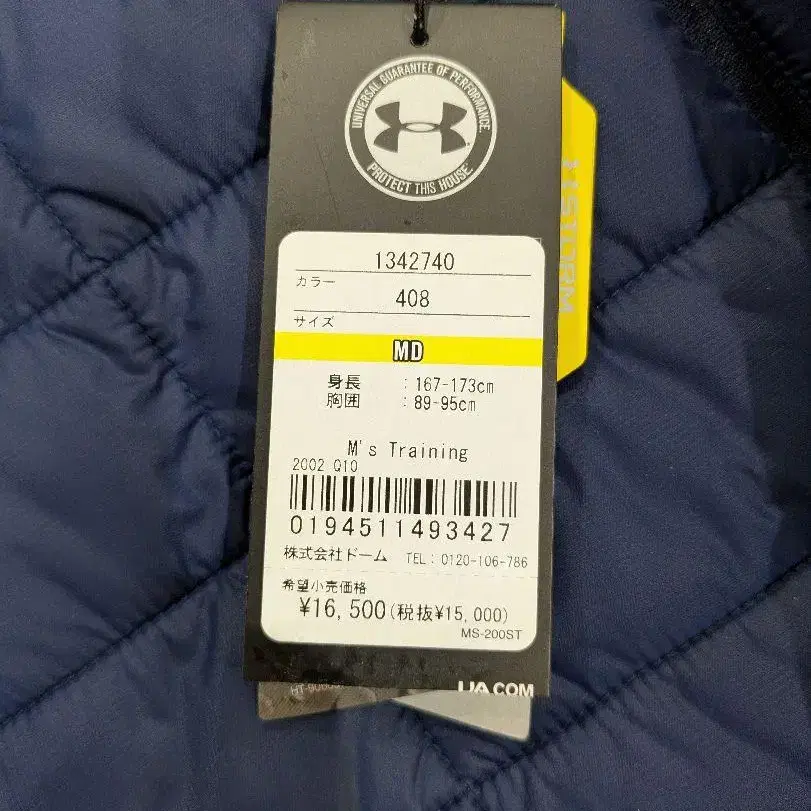 UNIVERSAL GUARANTEE OF PERFORMANCE.
PROTECT THIS HOUSE
STORM
1342740
カラー
408
サイズ
MD
身長 : 167-173cm
胸囲 : 89-95cm
M's Training
2002 Q10
0194511493427
株式会社ドーム TEL: 0120-106-786
希望小売価格
¥16,500(税抜¥15,000)
MS-200ST
UA.COM